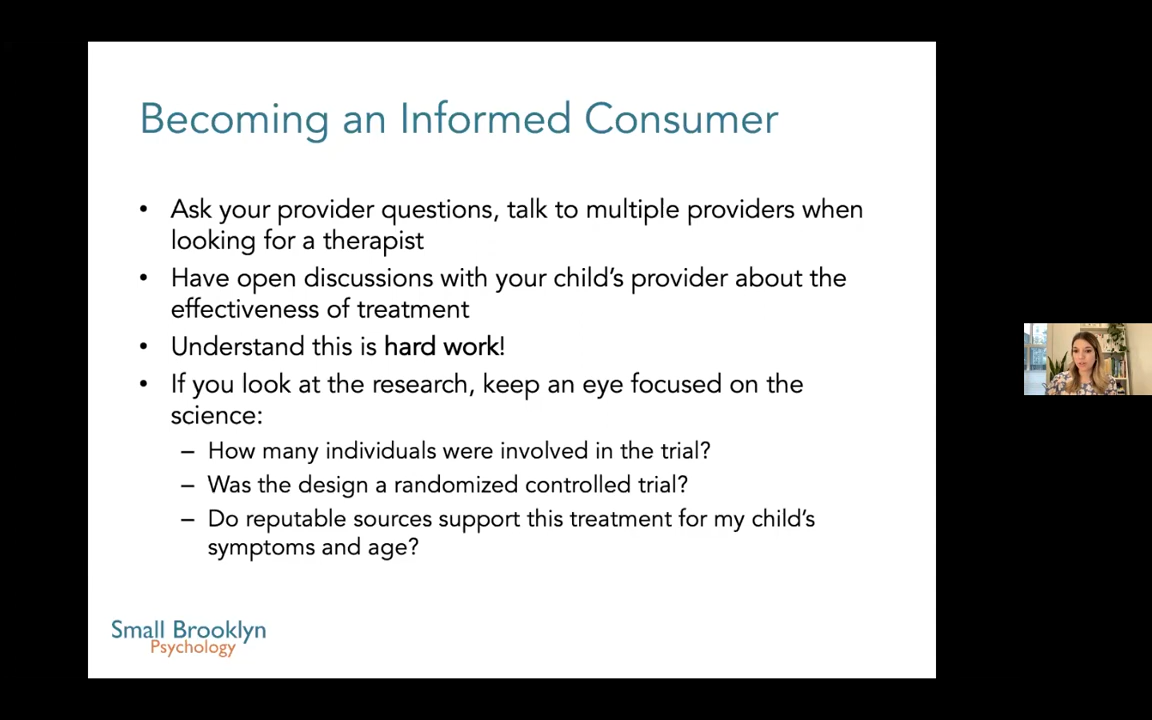 Becoming an Informed Consumer
• Ask your provider questions, talk to multiple providers when
looking for a therapist
• Have open discussions with your child's provider about the
effectiveness of treatment
• Understand this is hard work!
• If you look at the research, keep an eye focused on the
science:
– How many individuals were involved in the trial?
– Was the design a randomized controlled trial?
– Do reputable sources support this treatment for my child's
symptoms and age?
Small Brooklyn
Psychology